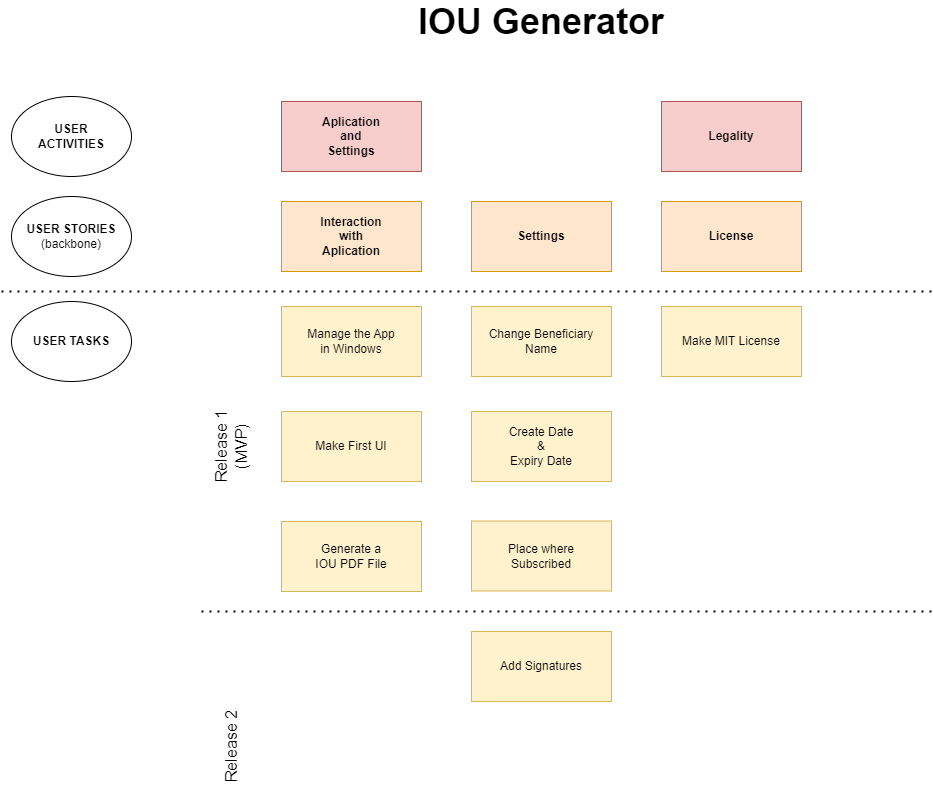 IOU Generator
USER
ACTIVITIES
Aplication
and
Settings
Legality
USER STORIES
(backbone)
Interaction
with
Aplication
Settings
License
USER TASKS
Manage the App
in Windows
Change Beneficiary
Name
Make MIT License
Release 1
(MVP)
Make First UI
Create Date
&
Expiry Date
Generate a
IOU PDF File
Place where
Subscribed
Add Signatures
Release 2